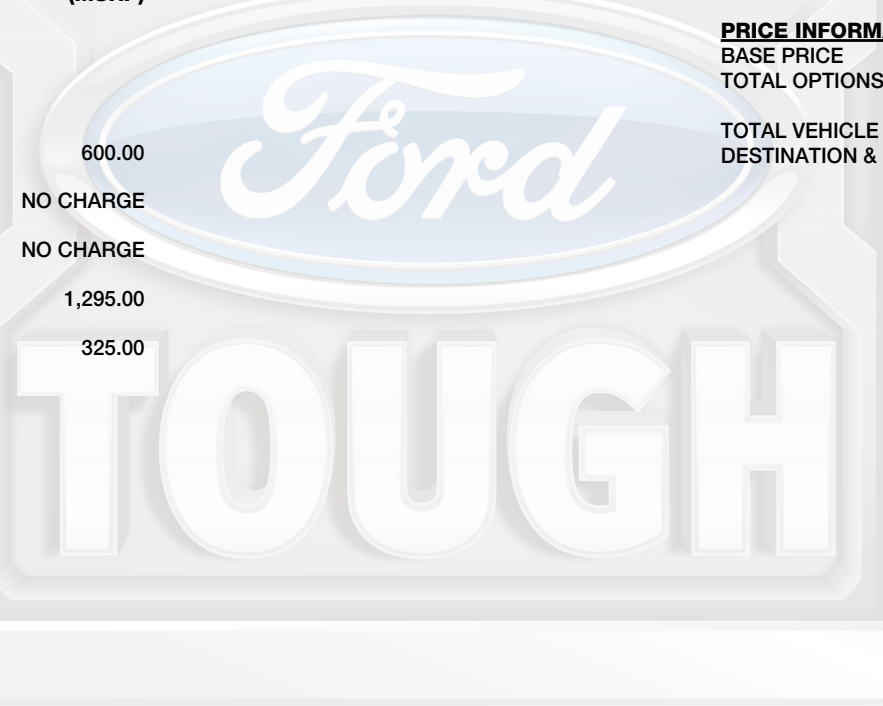 (MSRP)
600.00
NO CHARGE
NO CHARGE
1,295.00
325.00
PRICE INFORM
BASE PRICE
TOTAL OPTIONS
TOTAL VEHICLE
DESTINATION &
Ford
TOUGH